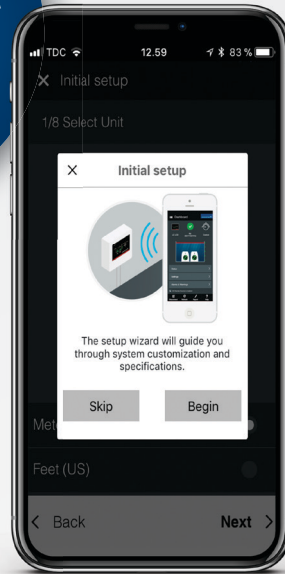 TDC 12.59 83 %
Initial setup
1/8 Select Unit
Initial setup
The setup wizard will guide you
through system customization and
specifications.
Skip Begin
Feet (US)
Back Next